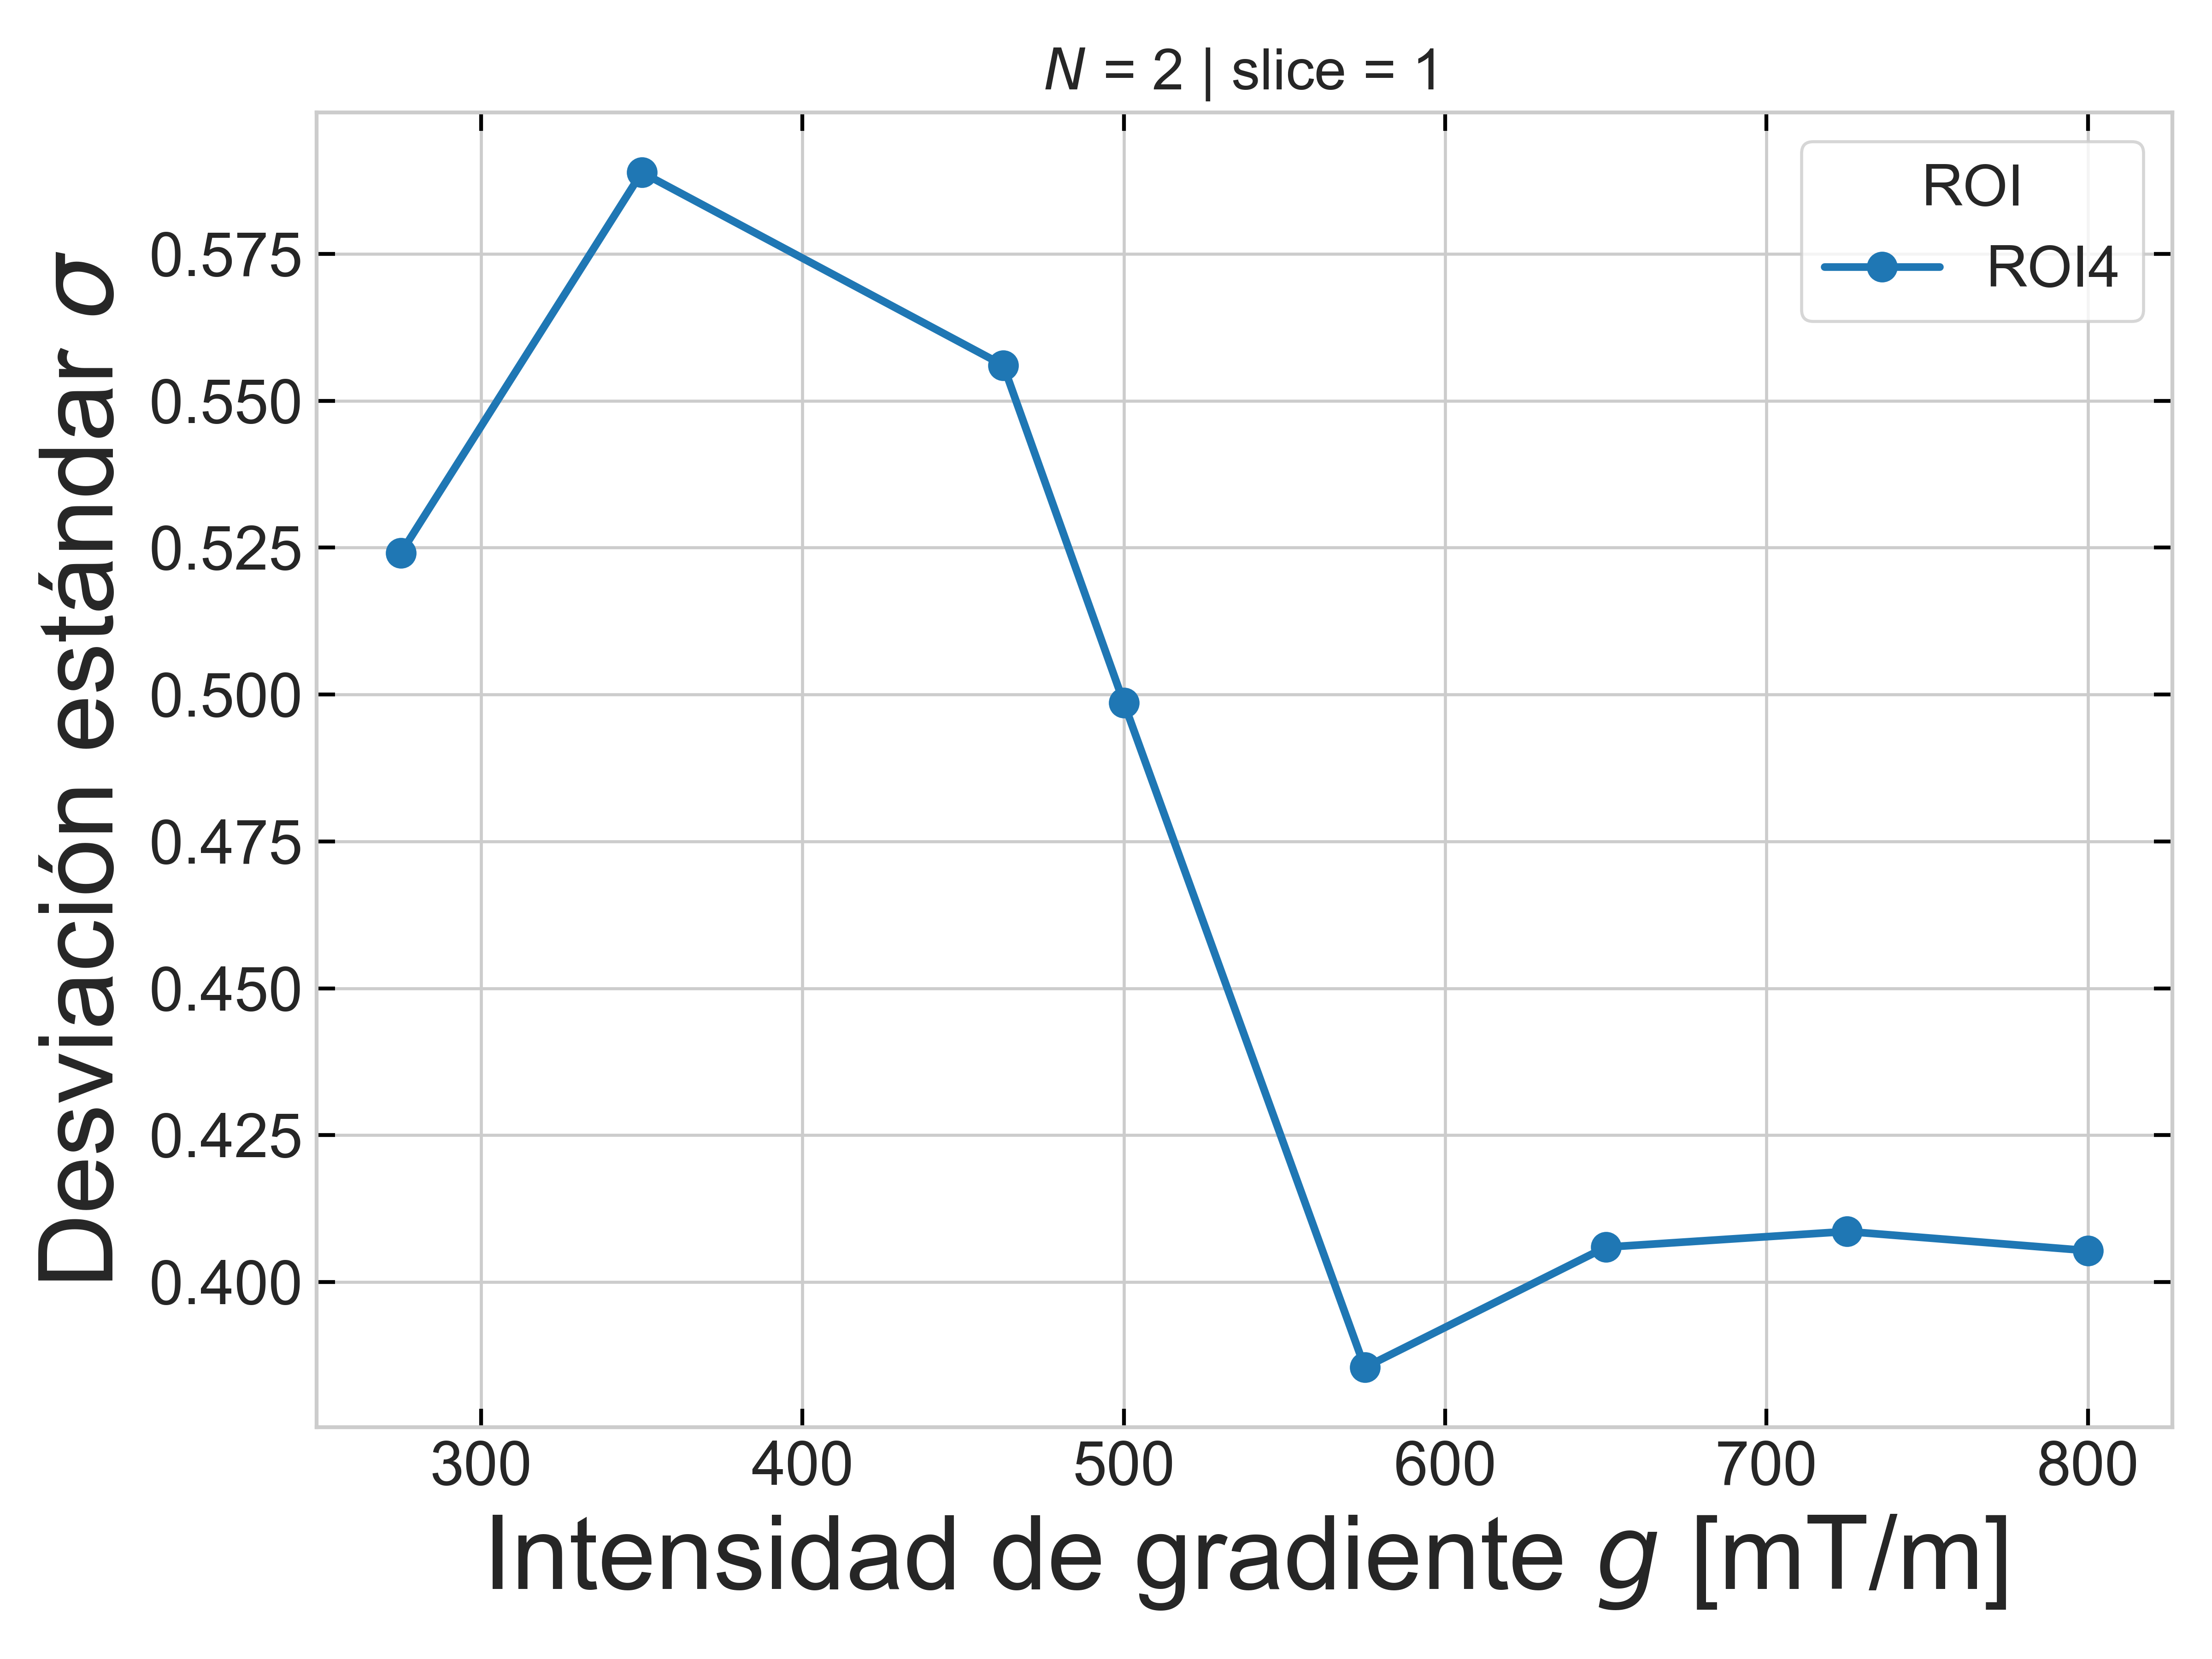 N = 2 | slice = 1
Desviación estándar σ
0.575
0.550
0.525
0.500
0.475
0.450
0.425
0.400
ROI
ROI4
300 400 500 600 700 800
Intensidad de gradiente g [mT/m]